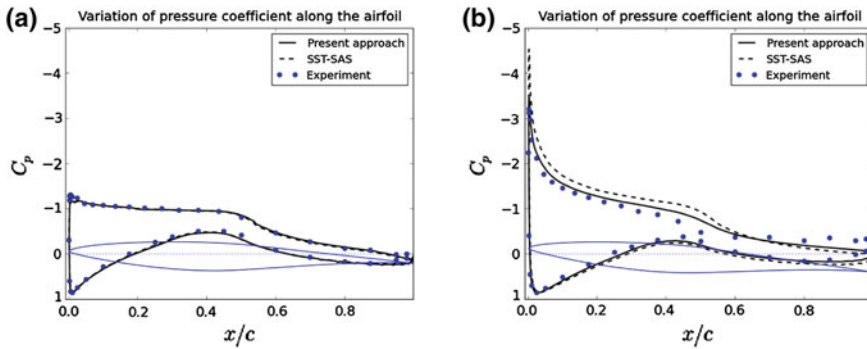 (a)
Variation of pressure coefficient along the airfoil
−5
−4
−3
−2
−1
0
1
C_p
Present approach
SST-SAS
Experiment
0.0 0.2 0.4 0.6 0.8
x/c
(b)
Variation of pressure coefficient along the airfoil
−5
−4
−3
−2
−1
0
1
C_p
Present approach
SST-SAS
Experiment
0.0 0.2 0.4 0.6 0.8
x/c